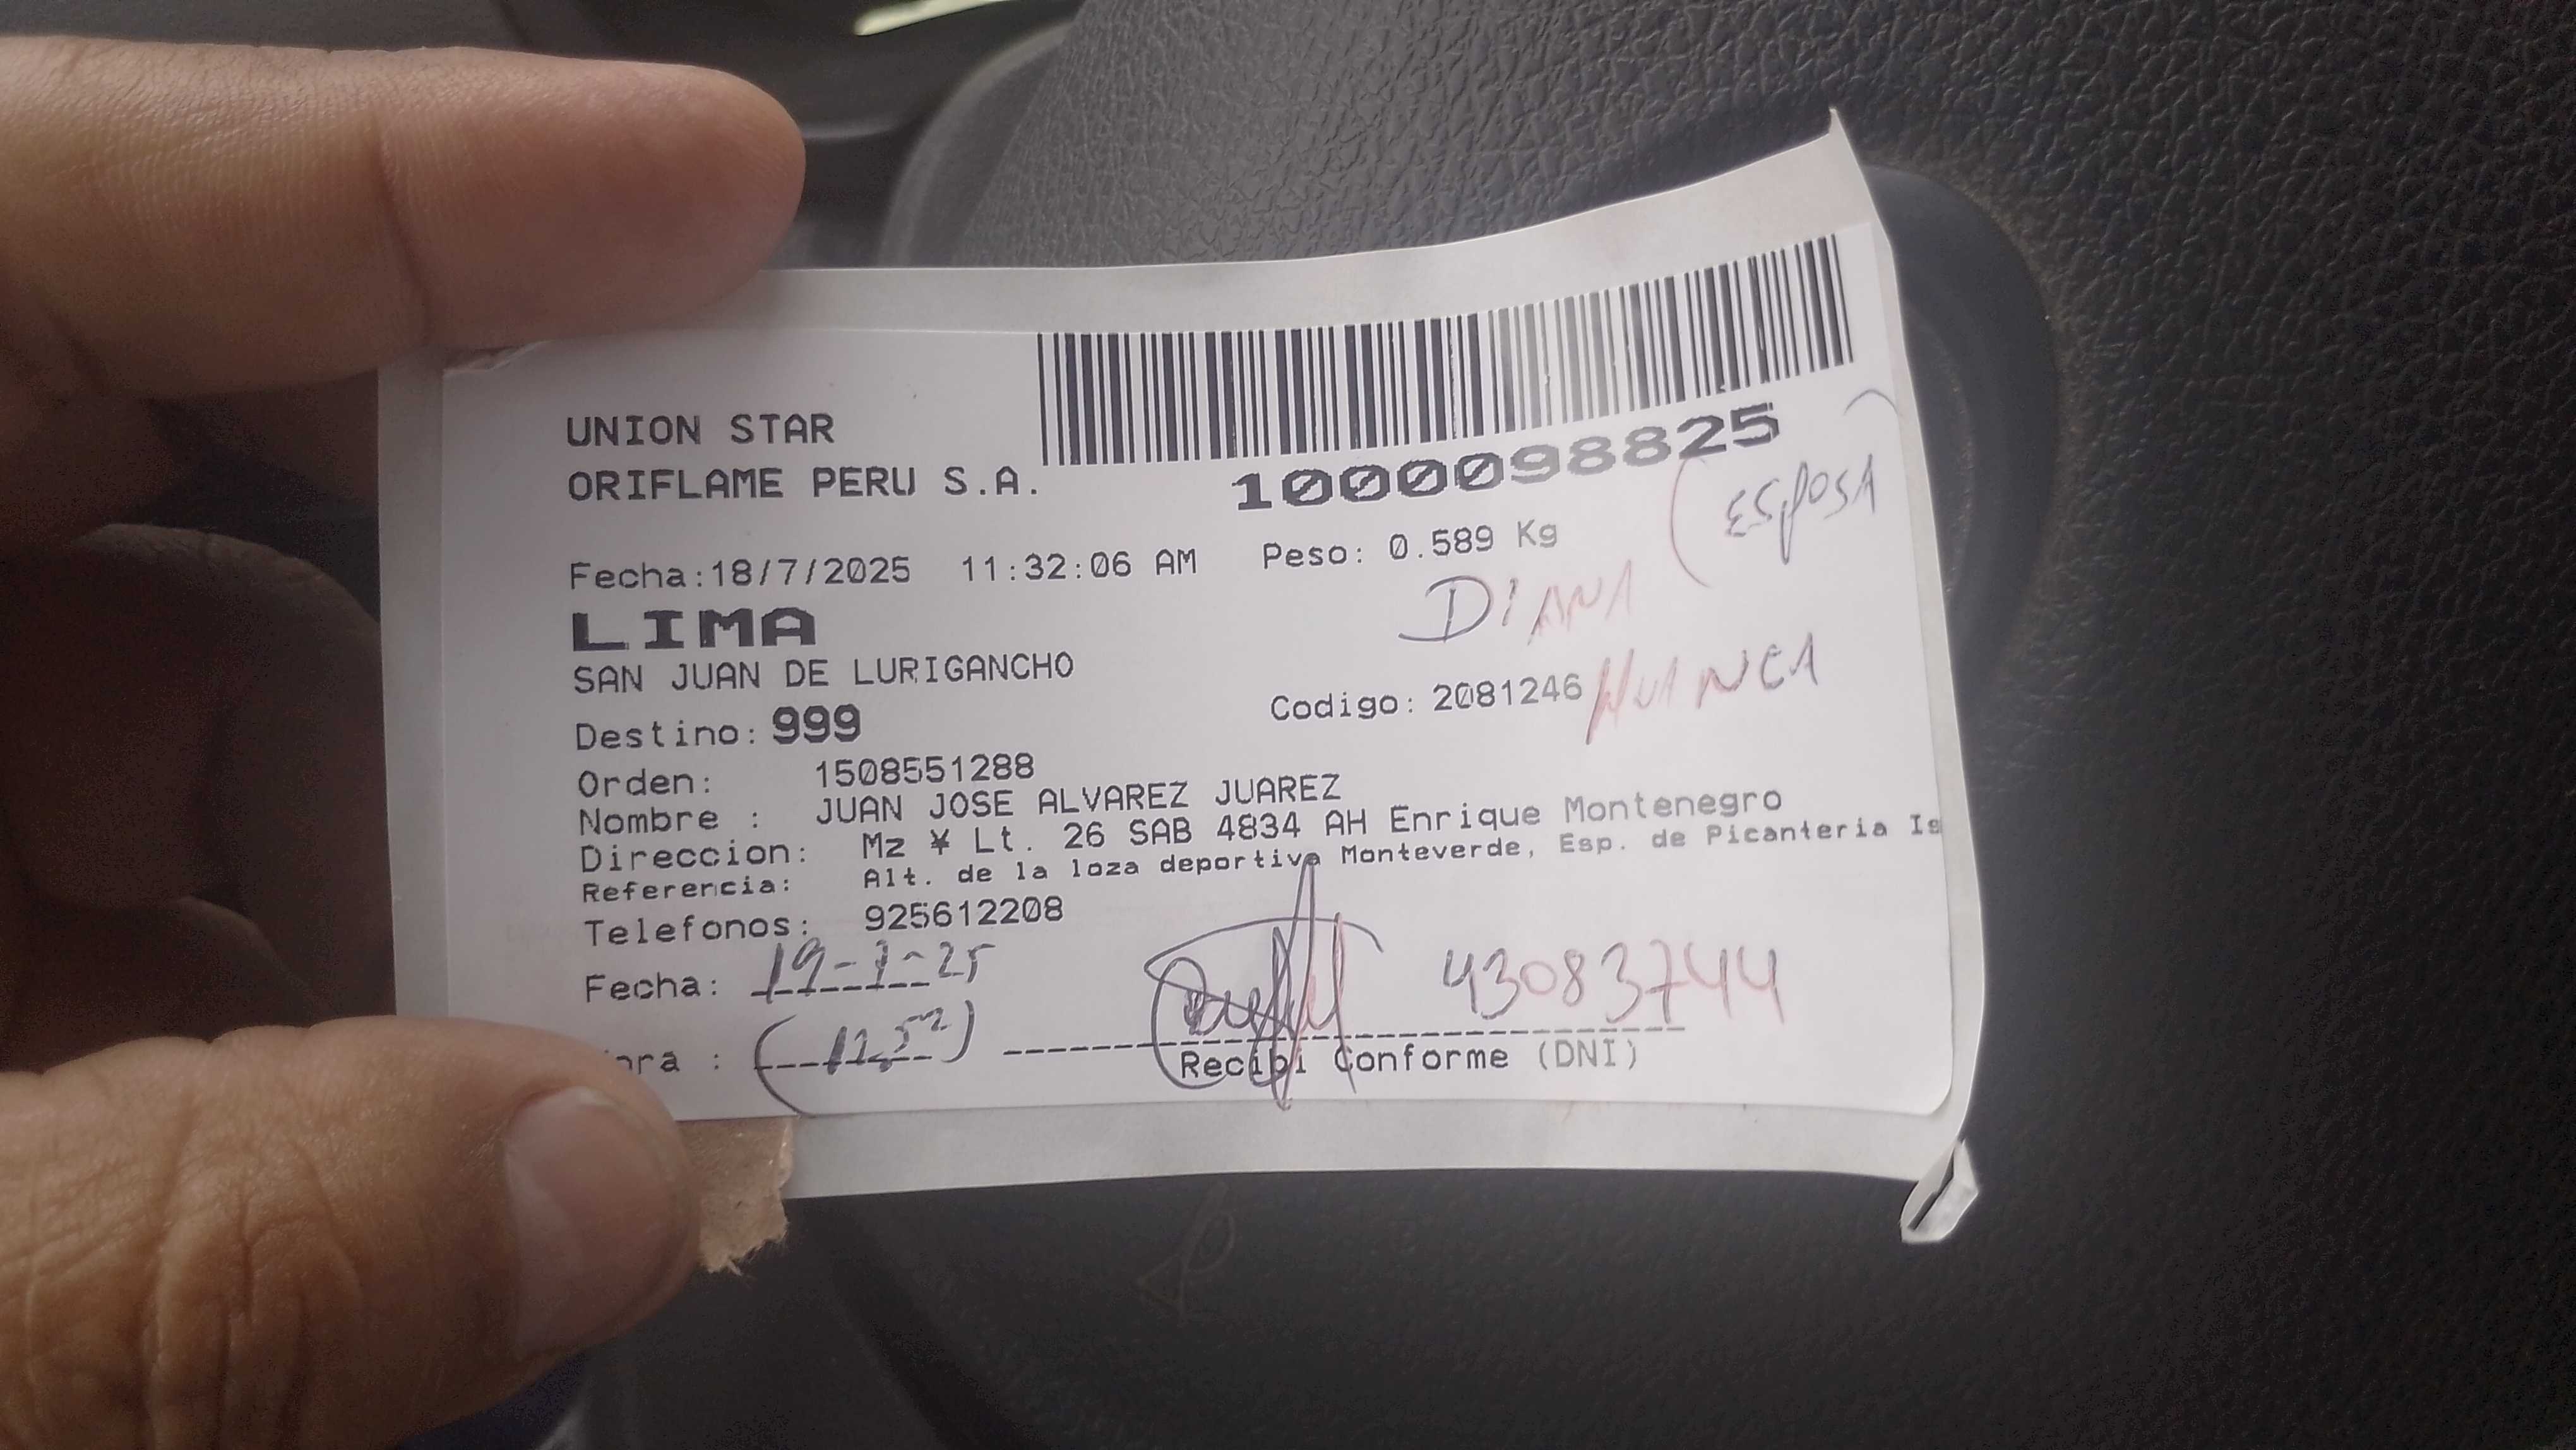 UNION STAR
ORIFLAME PERU S.A.
1000098825
(ESPOSA)
Fecha:18/7/2025 11:32:06 AM Peso: 0.589 Kg
DIANA
LIMA
SAN JUAN DE LURIGANCHO
Codigo: 2081246 HUANCA
Destino: 999
Orden: 1508551288
Nombre : JUAN JOSE ALVAREZ JUAREZ
Direccion: Mz ¥ Lt. 26 SAB 4834 AH Enrique Montenegro
Referencia: Alt. de la loza deportiva Monteverde, Esp. de Picanteria Is
Telefonos: 925612208
Fecha: 19-7-25
43083744
ora :
Recibi Conforme (DNI)